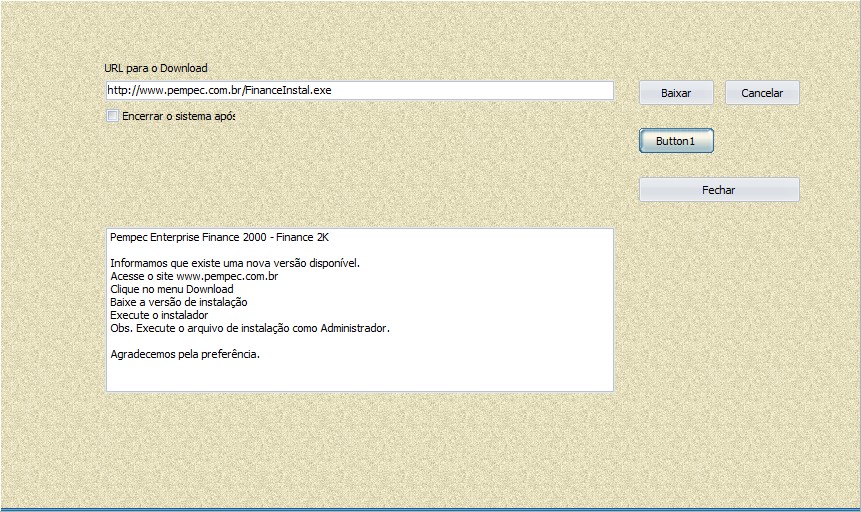 URL para o Download
http://www.pempec.com.br/FinanceInstal.exe
Baixar
Cancelar
Encerrar o sistema após
Button1
Fechar
Pempec Enterprise Finance 2000 - Finance 2K
Informamos que existe uma nova versão disponível.
Acesse o site www.pempec.com.br
Clique no menu Download
Baixe a versão de instalação
Execute o instalador
Obs. Execute o arquivo de instalação como Administrador.
Agradecemos pela preferência.